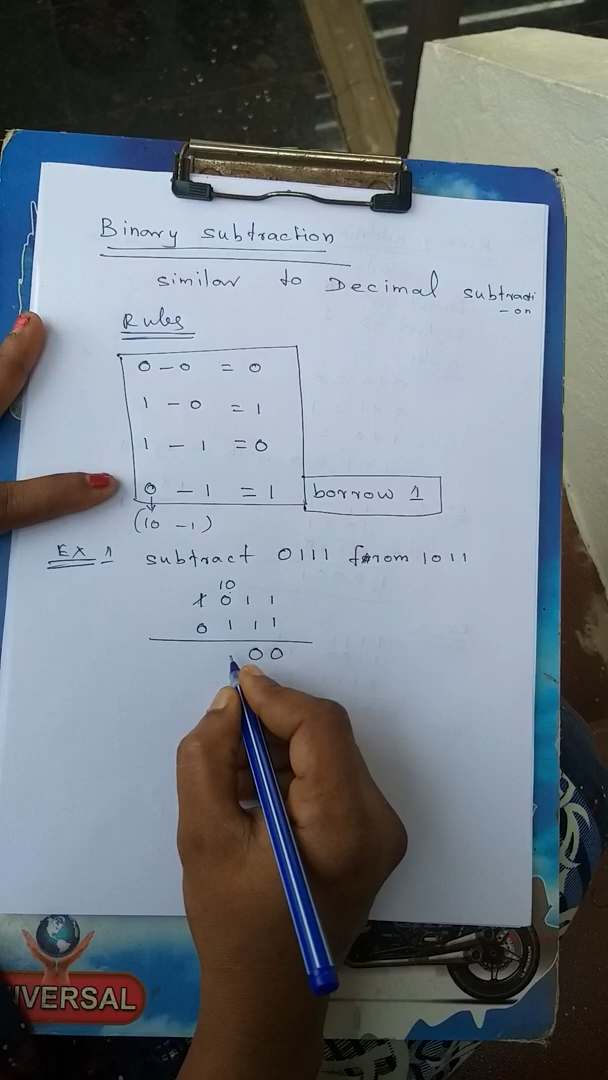 Binary subtraction
similar to Decimal subtracti
-on
Rules
0 - 0 = 0
1 - 0 = 1
1 - 1 = 0
0 - 1 = 1 borrow 1
(10 - 1)
EX 1 subtract 0111 from 1011
10
1 0 1 1
0 1 1 1
0 0
UNIVERSAL